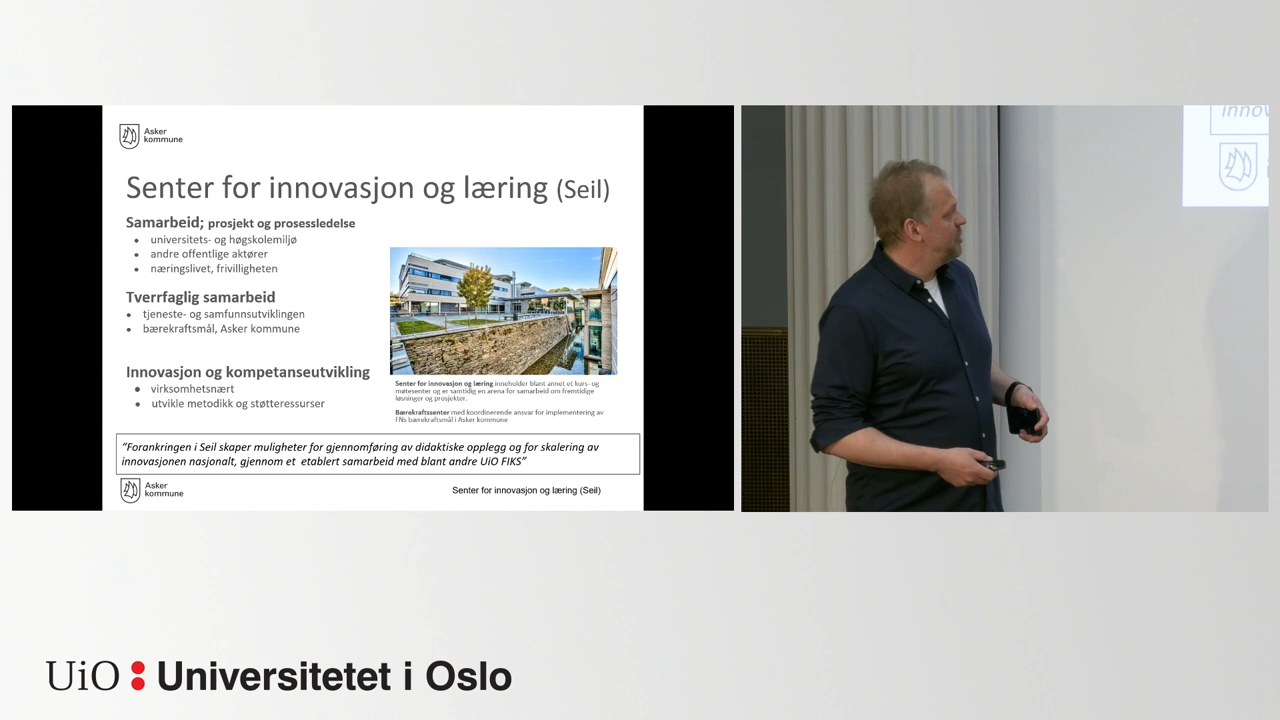 Asker
kommune
Senter for innovasjon og læring (Seil)
Samarbeid; prosjekt og prosessledelse
• universitets- og høgskolemiljø
• andre offentlige aktører
• næringslivet, frivilligheten
Tverrfaglig samarbeid
• tjeneste- og samfunnsutviklingen
• bærekraftsmål, Asker kommune
Innovasjon og kompetanseutvikling
• virksomhetsnært
• utvikle metodikk og støtteressurser
Senter for innovasjon og læring inneholder blant annet et kurs- og
møtesenter og er samtidig en arena for samarbeid om fremtidige
løsninger og prosjekter.
Bærekraftssenter med koordinerende ansvar for implementering av
FNs bærekraftsmål i Asker kommune
“Forankringen i Seil skaper muligheter for gjennomføring av didaktiske opplegg og for skalering av
innovasjonen nasjonalt, gjennom et etablert samarbeid med blant andre UiO FIKS”
Asker
kommune
Senter for innovasjon og læring (Seil)
innov
UiO : Universitetet i Oslo